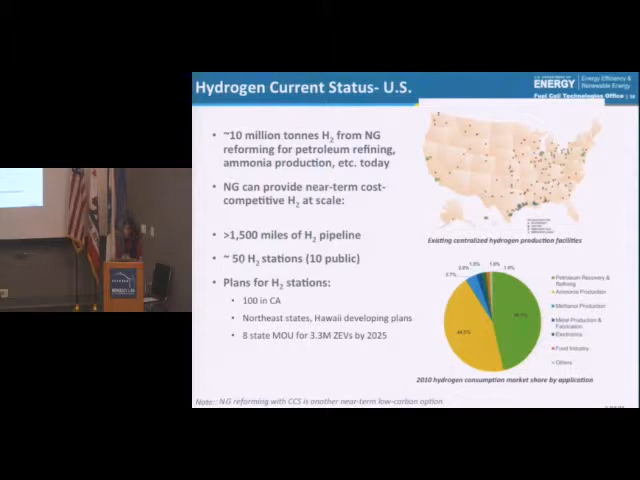 Hydrogen Current Status- U.S.
U.S. DEPARTMENT OF
ENERGY
Energy Efficiency &
Renewable Energy
Fuel Cell Technologies Office |
• ~10 million tonnes H2 from NG
reforming for petroleum refining,
ammonia production, etc. today
• NG can provide near-term cost-
competitive H2 at scale:
• >1,500 miles of H2 pipeline
• ~ 50 H2 stations (10 public)
• Plans for H2 stations:
• 100 in CA
• Northeast states, Hawaii developing plans
• 8 state MOU for 3.3M ZEVs by 2025
Note:: NG reforming with CCS is another near-term low-carbon option
Existing centralized hydrogen production facilities
Petroleum Recovery &
Refining
Ammonia Production
Methanol Production
Metal Production &
Fabrication
Electronics
Food Industry
Others
2010 hydrogen consumption market share by application
BERKELEY LAB